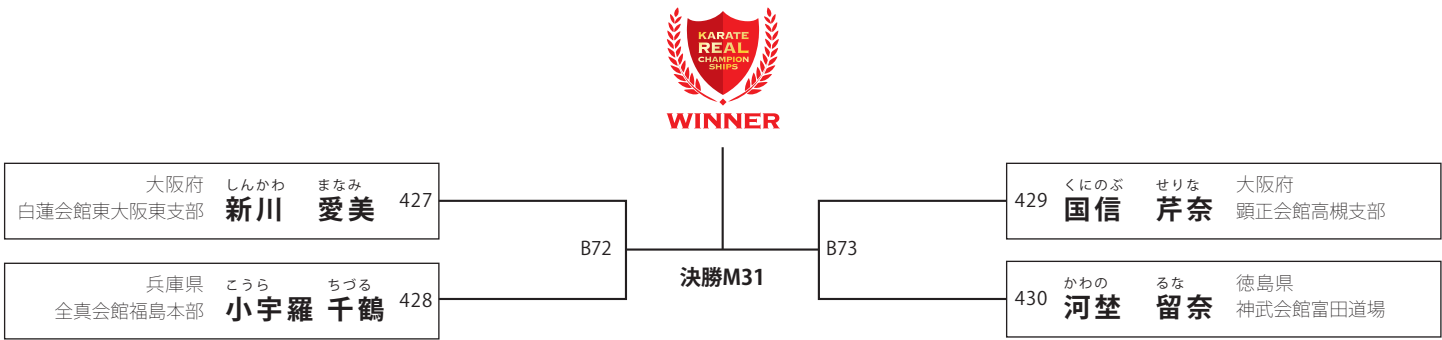 KARATE
REAL
CHAMPION
SHIPS
WINNER
大阪府
白蓮会館東大阪東支部
しんかわ まなみ
新川 愛美
427
兵庫県
全真会館福島本部
こうら ちづる
小宇羅 千鶴
428
B72
決勝M31
B73
429
くにのぶ せりな
国信 芹奈
大阪府
顕正会館高槻支部
430
かわの るな
河埜 留奈
徳島県
神武会館富田道場